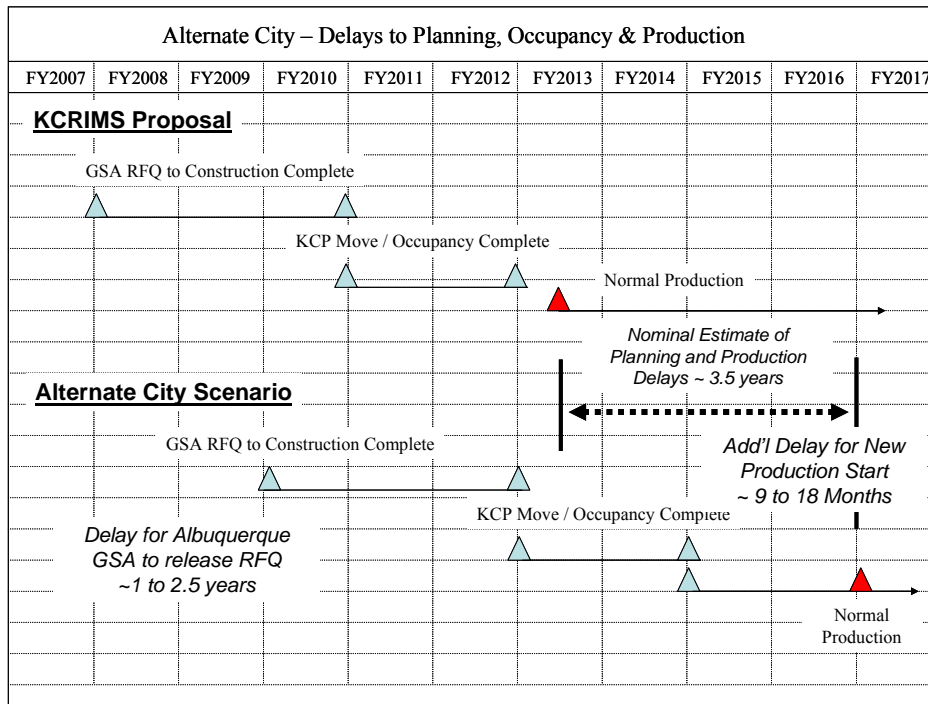 Alternate City – Delays to Planning, Occupancy & Production
FY2007 FY2008 FY2009 FY2010 FY2011 FY2012 FY2013 FY2014 FY2015 FY2016 FY2017
KCRIMS Proposal
GSA RFQ to Construction Complete
KCP Move / Occupancy Complete
Normal Production
Nominal Estimate of
Planning and Production
Delays ~ 3.5 years
Alternate City Scenario
GSA RFQ to Construction Complete
Add'l Delay for New
Production Start
~ 9 to 18 Months
KCP Move / Occupancy Complete
Delay for Albuquerque
GSA to release RFQ
~1 to 2.5 years
Normal
Production